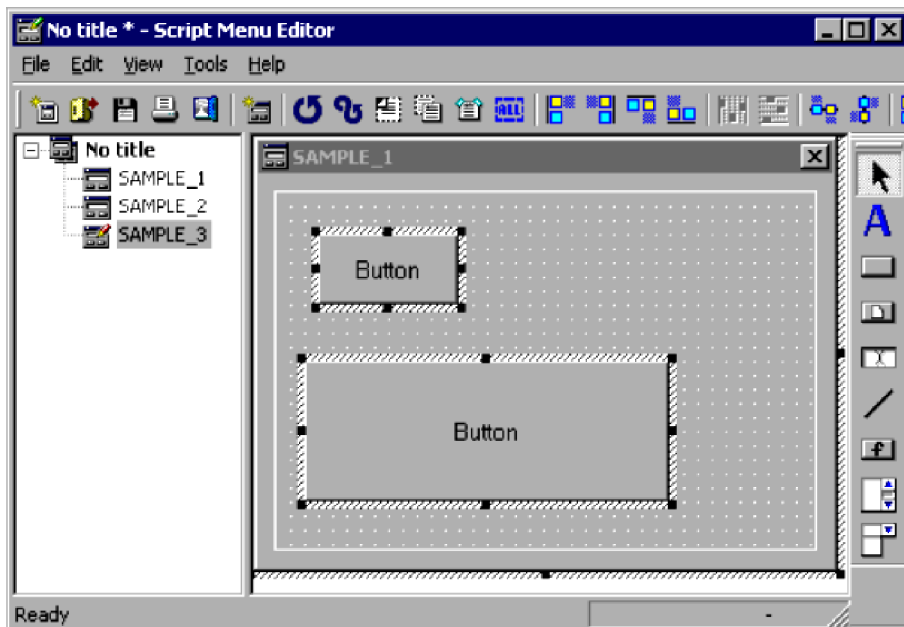 No title * - Script Menu Editor
File Edit View Tools Help
ALL
No title
SAMPLE_1
SAMPLE_2
SAMPLE_3
SAMPLE_1
Button
Button
A
f
Ready
-